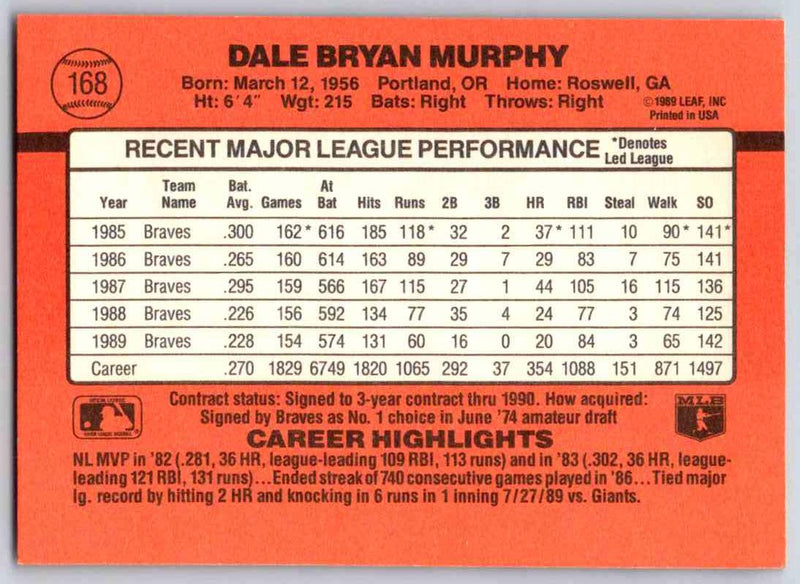 168
DALE BRYAN MURPHY
Born: March 12, 1956 Portland, OR Home: Roswell, GA
Ht: 6'4" Wgt: 215 Bats: Right Throws: Right
©1989 LEAF, INC
Printed in USA
RECENT MAJOR LEAGUE PERFORMANCE *Denotes Led League
Year Team Name Bat. Avg. Games At Bat Hits Runs 2B 3B HR RBI Steal Walk SO
1985 Braves .300 162* 616 185 118* 32 2 37* 111 10 90* 141*
1986 Braves .265 160 614 163 89 29 7 29 83 7 75 141
1987 Braves .295 159 566 167 115 27 1 44 105 16 115 136
1988 Braves .226 156 592 134 77 35 4 24 77 3 74 125
1989 Braves .228 154 574 131 60 16 0 20 84 3 65 142
Career .270 1829 6749 1820 1065 292 37 354 1088 151 871 1497
Contract status: Signed to 3-year contract thru 1990. How acquired:
Signed by Braves as No. 1 choice in June '74 amateur draft
MLB
CAREER HIGHLIGHTS
NL MVP in '82 (.281, 36 HR, league-leading 109 RBI, 113 runs) and in '83 (.302, 36 HR, league-
leading 121 RBI, 131 runs)...Ended streak of 740 consecutive games played in '86...Tied major
lg. record by hitting 2 HR and knocking in 6 runs in 1 inning 7/27/89 vs. Giants.